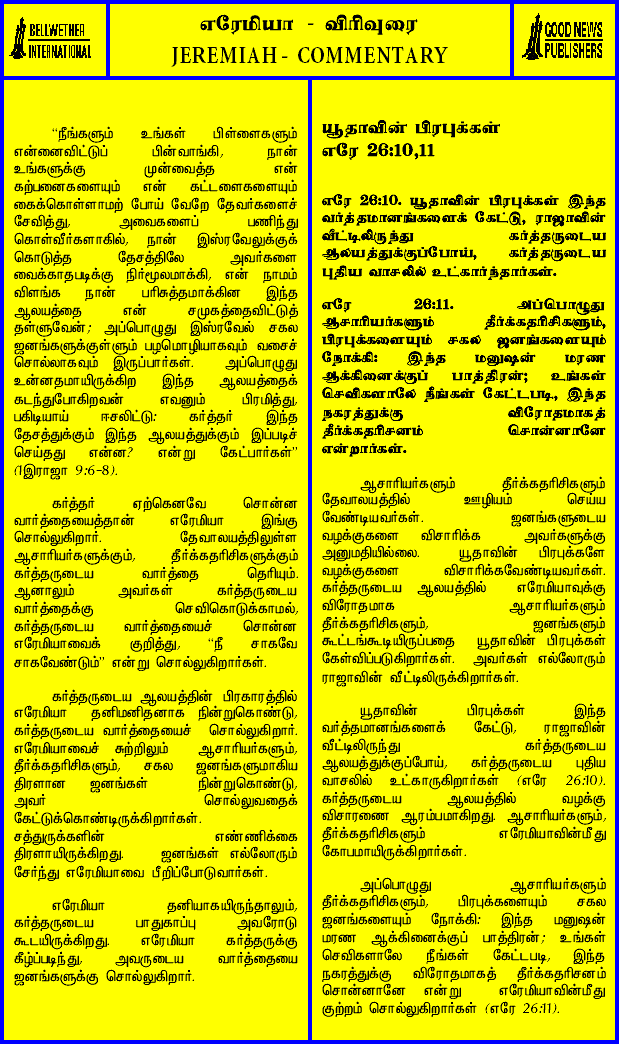 BELLWETHER
INTERNATIONAL
எரேமியா - விரிவுரை
JEREMIAH - COMMENTARY
GOOD NEWS
PUBLISHERS
“நீங்களும் உங்கள் பிள்ளைகளும்
என்னைவிட்டுப் பின்வாங்கி, நான்
உங்களுக்கு முன்வைத்த என்
கற்பனைகளையும் என் கட்டளைகளையும்
கைக்கொள்ளாமற் போய் வேறே தேவர்களைச்
சேவித்து, அவைகளைப் பணிந்து
கொள்வீர்களாகில், நான் இஸ்ரவேலுக்குக்
கொடுத்த தேசத்திலே அவர்களை
வைக்காதபடிக்கு நிர்மூலமாக்கி, என் நாமம்
விளங்க நான் பரிசுத்தமாக்கின இந்த
ஆலயத்தை என் சமுகத்தைவிட்டுத்
தள்ளுவேன்; அப்பொழுது இஸ்ரவேல் சகல
ஜனங்களுக்குள்ளும் பழமொழியாகவும் வசைச்
சொல்லாகவும் இருப்பார்கள். அப்பொழுது
உன்னதமாயிருக்கிற இந்த ஆலயத்தைக்
கடந்துபோகிறவன் எவனும் பிரமித்து,
பகிடியாய் ஈசலிட்டு: கர்த்தர் இந்த
தேசத்துக்கும் இந்த ஆலயத்துக்கும் இப்படிச்
செய்தது என்ன? என்று கேட்பார்கள்”
(1இராஜா 9:6-8).
கர்த்தர் ஏற்கெனவே சொன்ன
வார்த்தையைத்தான் எரேமியா இங்கு
சொல்லுகிறார். தேவாலயத்திலுள்ள
ஆசாரியர்களுக்கும், தீர்க்கதரிசிகளுக்கும்
கர்த்தருடைய வார்த்தை தெரியும்.
ஆனாலும் அவர்கள் கர்த்தருடைய
வார்த்தைக்கு செவிகொடுக்காமல்,
கர்த்தருடைய வார்த்தையைச் சொன்ன
எரேமியாவைக் குறித்து, “நீ சாகவே
சாகவேண்டும்” என்று சொல்லுகிறார்கள்.
கர்த்தருடைய ஆலயத்தின் பிரகாரத்தில்
எரேமியா தனிமனிதனாக நின்றுகொண்டு,
கர்த்தருடைய வார்த்தையைச் சொல்லுகிறார்.
எரேமியாவைச் சுற்றிலும் ஆசாரியர்களும்,
தீர்க்கதரிசிகளும், சகல ஜனங்களுமாகிய
திரளான ஜனங்கள் நின்றுகொண்டு,
அவர் சொல்லுவதைக்
கேட்டுக்கொண்டிருக்கிறார்கள்.
சத்துருக்களின் எண்ணிக்கை
திரளாயிருக்கிறது. ஜனங்கள் எல்லோரும்
சேர்ந்து எரேமியாவை பீறிப்போடுவார்கள்.
எரேமியா தனியாகயிருந்தாலும்,
கர்த்தருடைய பாதுகாப்பு அவரோடு
கூடயிருக்கிறது. எரேமியா கர்த்தருக்கு
கீழ்ப்படிந்து, அவருடைய வார்த்தையை
ஜனங்களுக்கு சொல்லுகிறார்.
யூதாவின் பிரபுக்கள்
எரே 26:10,11
எரே 26:10. யூதாவின் பிரபுக்கள் இந்த
வர்த்தமானங்களைக் கேட்டு, ராஜாவின்
வீட்டிலிருந்து கர்த்தருடைய
ஆலயத்துக்குப்போய், கர்த்தருடைய
புதிய வாசலில் உட்கார்ந்தார்கள்.
எரே 26:11. அப்பொழுது
ஆசாரியர்களும் தீர்க்கதரிசிகளும்,
பிரபுக்களையும் சகல ஜனங்களையும்
நோக்கி: இந்த மனுஷன் மரண
ஆக்கினைக்குப் பாத்திரன்; உங்கள்
செவிகளாலே நீங்கள் கேட்டபடி, இந்த
நகரத்துக்கு விரோதமாகத்
தீர்க்கதரிசனம் சொன்னானே
என்றார்கள்.
ஆசாரியர்களும் தீர்க்கதரிசிகளும்
தேவாலயத்தில் ஊழியம் செய்ய
வேண்டியவர்கள். ஜனங்களுடைய
வழக்குகளை விசாரிக்க அவர்களுக்கு
அனுமதியில்லை. யூதாவின் பிரபுக்களே
வழக்குகளை விசாரிக்கவேண்டியவர்கள்.
கர்த்தருடைய ஆலயத்தில் எரேமியாவுக்கு
விரோதமாக ஆசாரியர்களும்
தீர்க்கதரிசிகளும், ஜனங்களும்
கூட்டங்கூடியிருப்பதை யூதாவின் பிரபுக்கள்
கேள்விப்படுகிறார்கள். அவர்கள் எல்லோரும்
ராஜாவின் வீட்டிலிருக்கிறார்கள்.
யூதாவின் பிரபுக்கள் இந்த
வர்த்தமானங்களைக் கேட்டு, ராஜாவின்
வீட்டிலிருந்து கர்த்தருடைய
ஆலயத்துக்குப்போய், கர்த்தருடைய புதிய
வாசலில் உட்காருகிறார்கள் (எரே 26:10).
கர்த்தருடைய ஆலயத்தில் வழக்கு
விசாரணை ஆரம்பமாகிறது. ஆசாரியர்களும்,
தீர்க்கதரிசிகளும் எரேமியாவின்மீது
கோபமாயிருக்கிறார்கள்.
அப்பொழுது ஆசாரியர்களும்
தீர்க்கதரிசிகளும், பிரபுக்களையும் சகல
ஜனங்களையும் நோக்கி: இந்த மனுஷன்
மரண ஆக்கினைக்குப் பாத்திரன்; உங்கள்
செவிகளாலே நீங்கள் கேட்டபடி, இந்த
நகரத்துக்கு விரோதமாகத் தீர்க்கதரிசனம்
சொன்னானே என்று எரேமியாவின்மீது
குற்றம் சொல்லுகிறார்கள் (எரே 26:11).